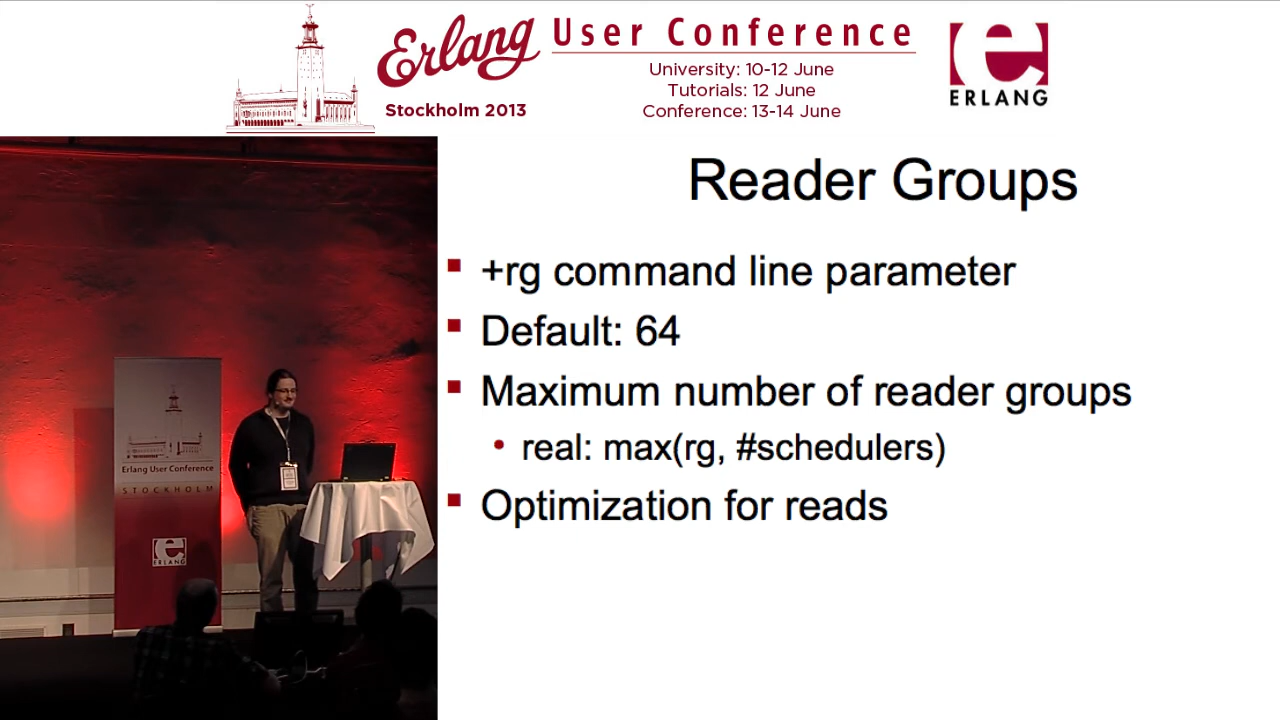 Erlang User Conference
Stockholm 2013
University: 10-12 June
Tutorials: 12 June
Conference: 13-14 June
e
ERLANG
Reader Groups
+rg command line parameter
Default: 64
Maximum number of reader groups
real: max(rg, #schedulers)
Optimization for reads
Erlang User Conference
STOCKHOLM
e
ERLANG